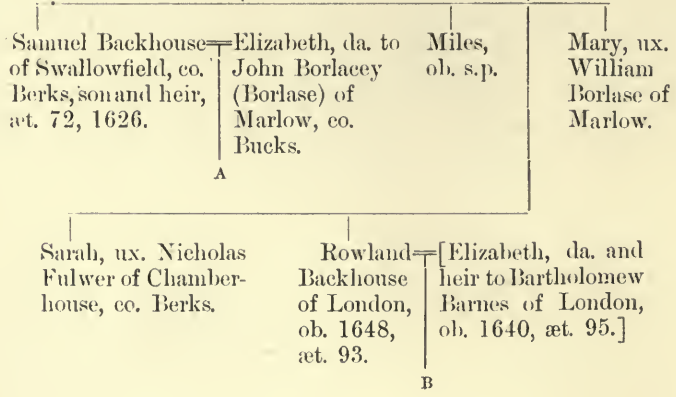 Samuel Backhouse
of Swallowfield, co.
Berks, son and heir,
æt. 72, 1626.
Elizabeth, da. to
John Borlacey
(Borlase) of
Marlow, co.
Bucks.
A
Miles,
ob. s.p.
Mary, ux.
William
Borlase of
Marlow.
Sarah, ux. Nicholas
Fulwer of Chamber-
house, co. Berks.
Rowland
Backhouse
of London,
ob. 1648,
æt. 93.
[Elizabeth, da. and
heir to Bartholomew
Barnes of London,
ob. 1640, æt. 95.]
B